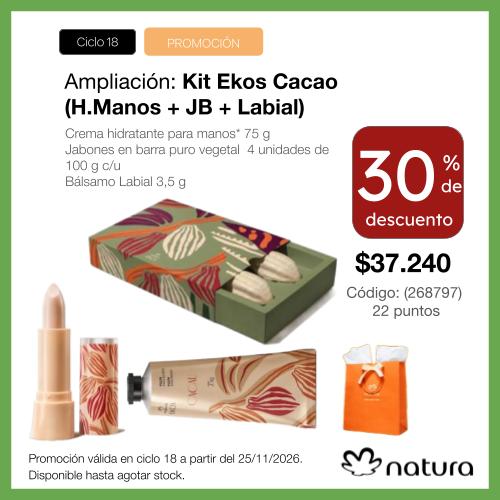 Ciclo 18
PROMOCIÓN
Ampliación: Kit Ekos Cacao
(H.Manos + JB + Labial)
Crema hidratante para manos* 75 g
Jabones en barra puro vegetal 4 unidades de
100 g c/u
Bálsamo Labial 3,5 g
30 %
de
descuento
$37.240
Código: (268797)
22 puntos
CACAU
Promoción válida en ciclo 18 a partir del 25/11/2026.
Disponible hasta agotar stock.
natura